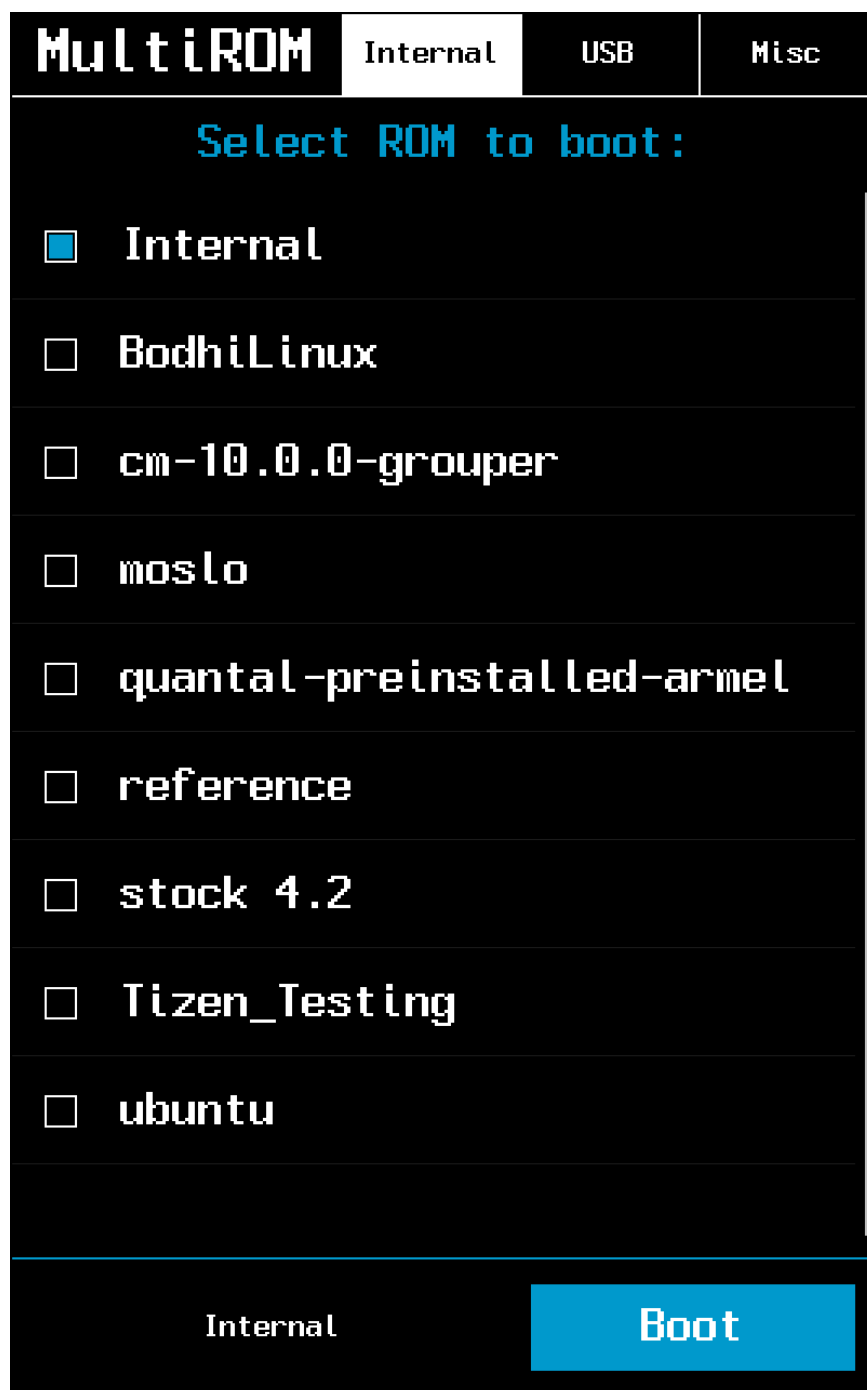 MultiROM Internal USB Misc
Select ROM to boot:
Internal
BodhiLinux
cm-10.0.0-grouper
moslo
quantal-preinstalled-armel
reference
stock 4.2
Tizen_Testing
ubuntu
Internal Boot